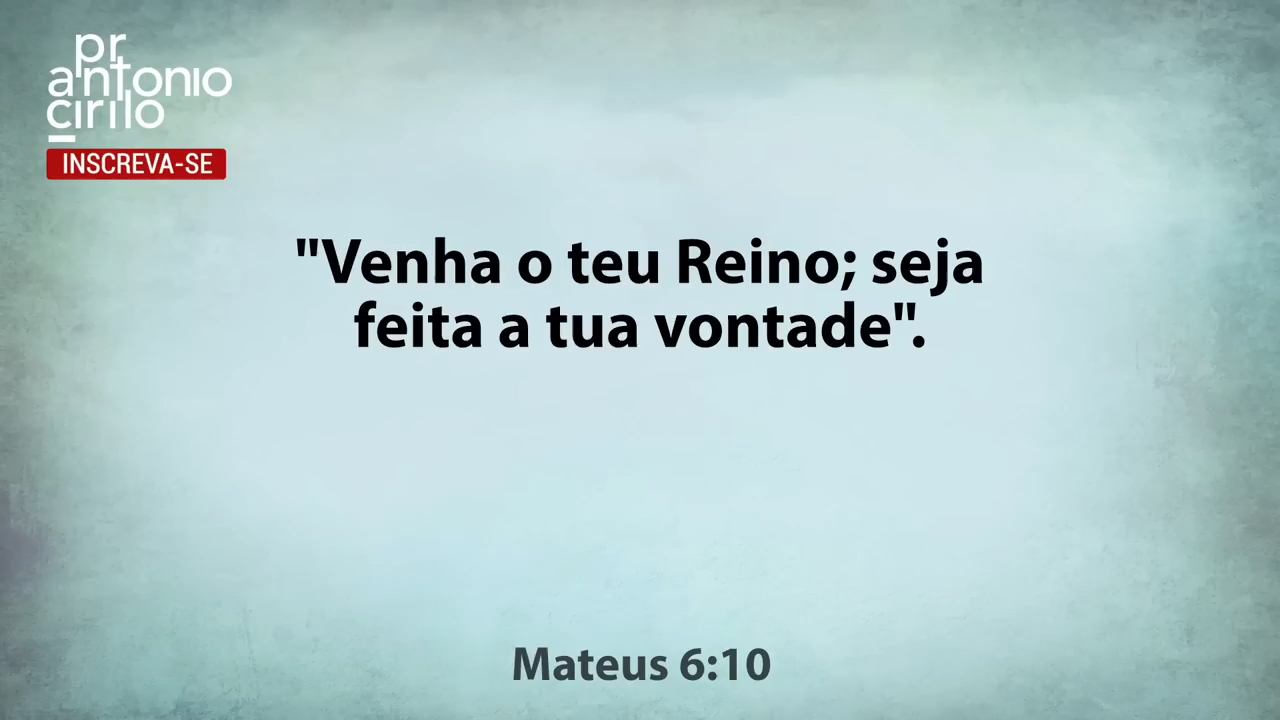 pr
antonio
cirilo
INSCREVA-SE
"Venha o teu Reino; seja
feita a tua vontade".
Mateus 6:10